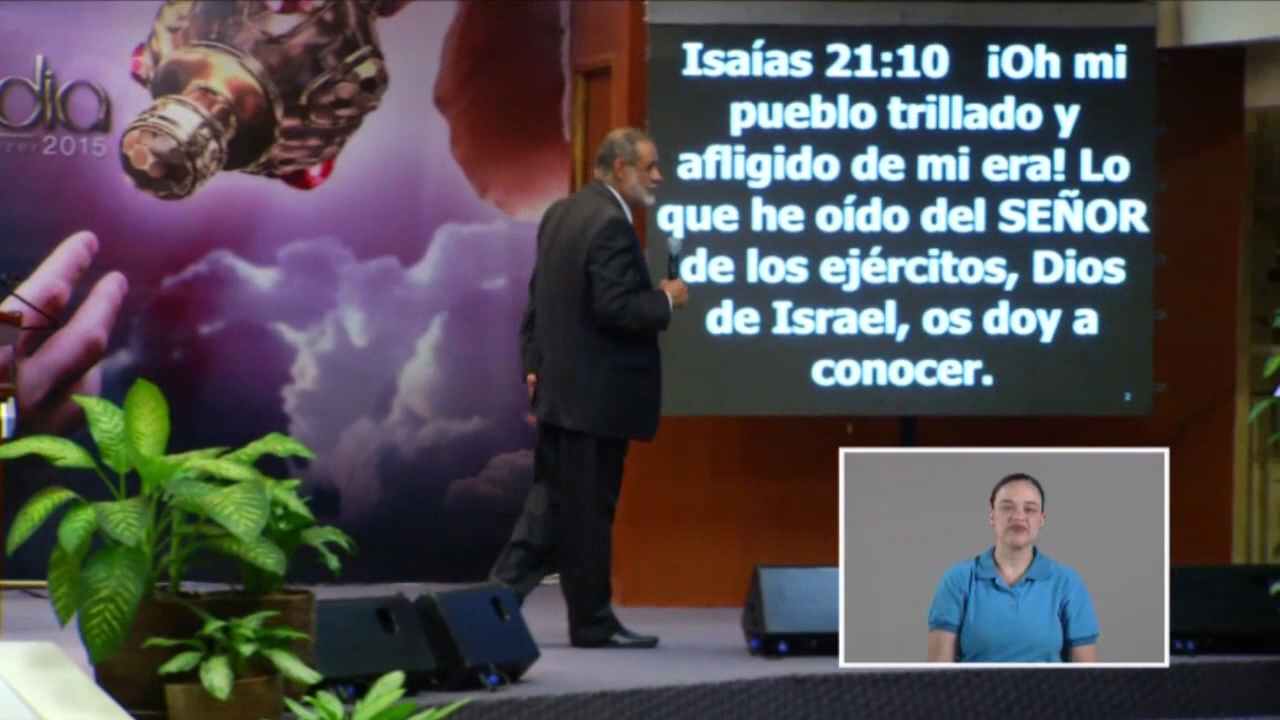 dia
2015
Isaías 21:10 ¡Oh mi
pueblo trillado y
afligido de mi era! Lo
que he oído del SEÑOR
de los ejércitos, Dios
de Israel, os doy a
conocer.
2